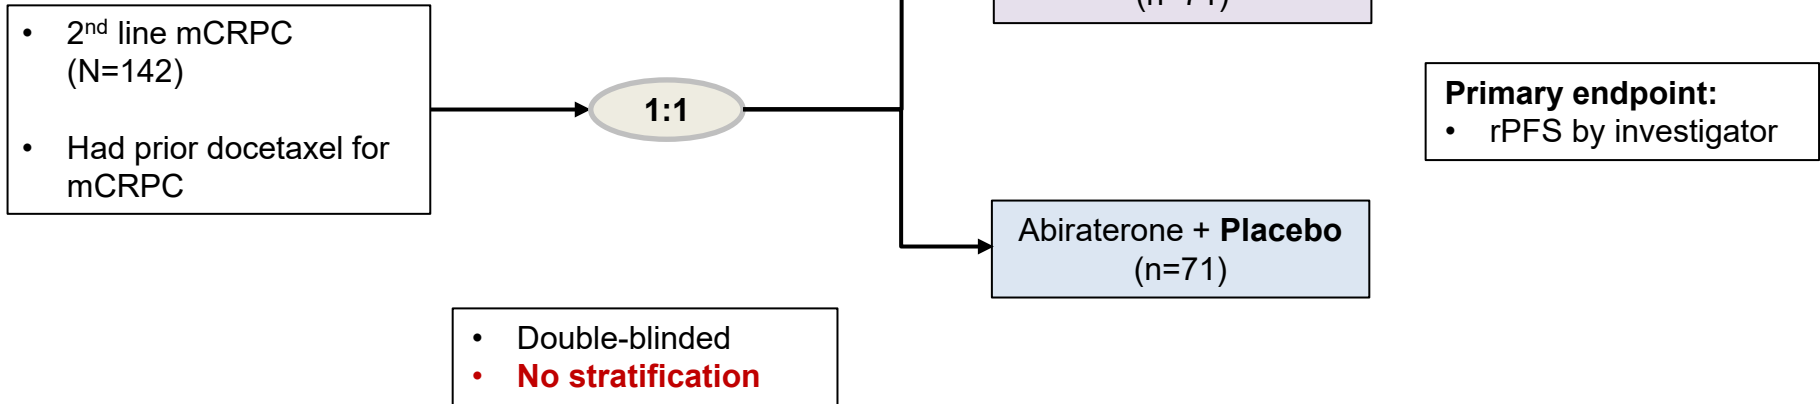 (n=71)
• 2nd line mCRPC
(N=142)
• Had prior docetaxel for
mCRPC
1:1
Primary endpoint:
• rPFS by investigator
Abiraterone + Placebo
(n=71)
• Double-blinded
• No stratification